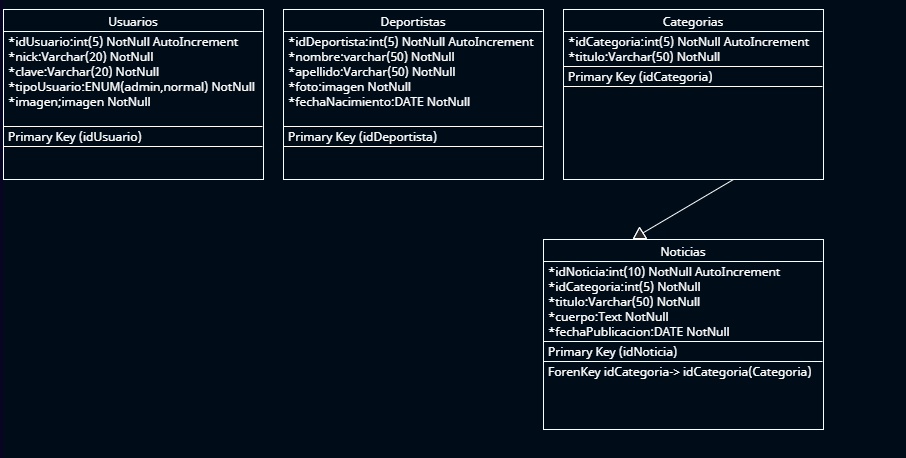 Usuarios
*idUsuario:int(5) NotNull AutoIncrement
*nick:Varchar(20) NotNull
*clave:Varchar(20) NotNull
*tipoUsuario:ENUM(admin,normal) NotNull
*imagen;imagen NotNull
Primary Key (idUsuario)
Deportistas
*idDeportista:int(5) NotNull AutoIncrement
*nombre:varchar(50) NotNull
*apellido:Varchar(50) NotNull
*foto:imagen NotNull
*fechaNacimiento:DATE NotNull
Primary Key (idDeportista)
Categorias
*idCategoria:int(5) NotNull AutoIncrement
*titulo:Varchar(50) NotNull
Primary Key (idCategoria)
Noticias
*idNoticia:int(10) NotNull AutoIncrement
*idCategoria:int(5) NotNull
*titulo:Varchar(50) NotNull
*cuerpo:Text NotNull
*fechaPublicacion:DATE NotNull
Primary Key (idNoticia)
ForenKey idCategoria-> idCategoria(Categoria)